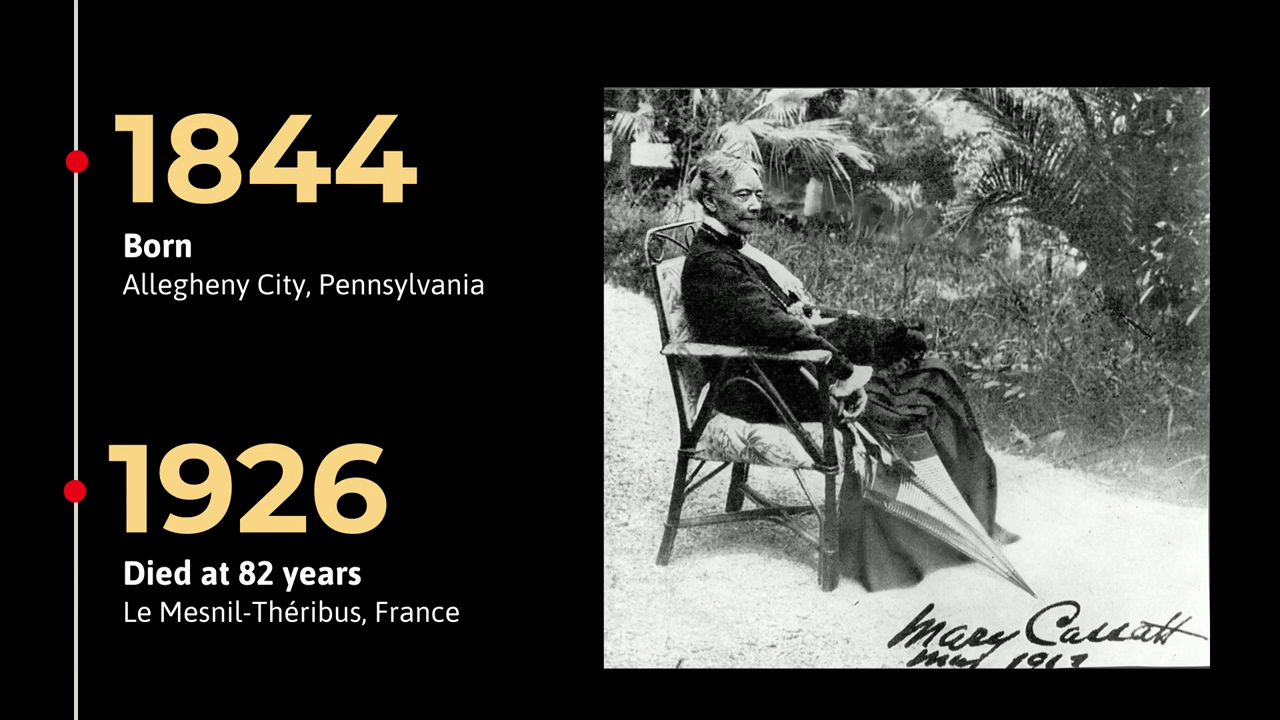 1844
Born
Allegheny City, Pennsylvania
1926
Died at 82 years
Le Mesnil-Théribus, France
Mary Cassatt